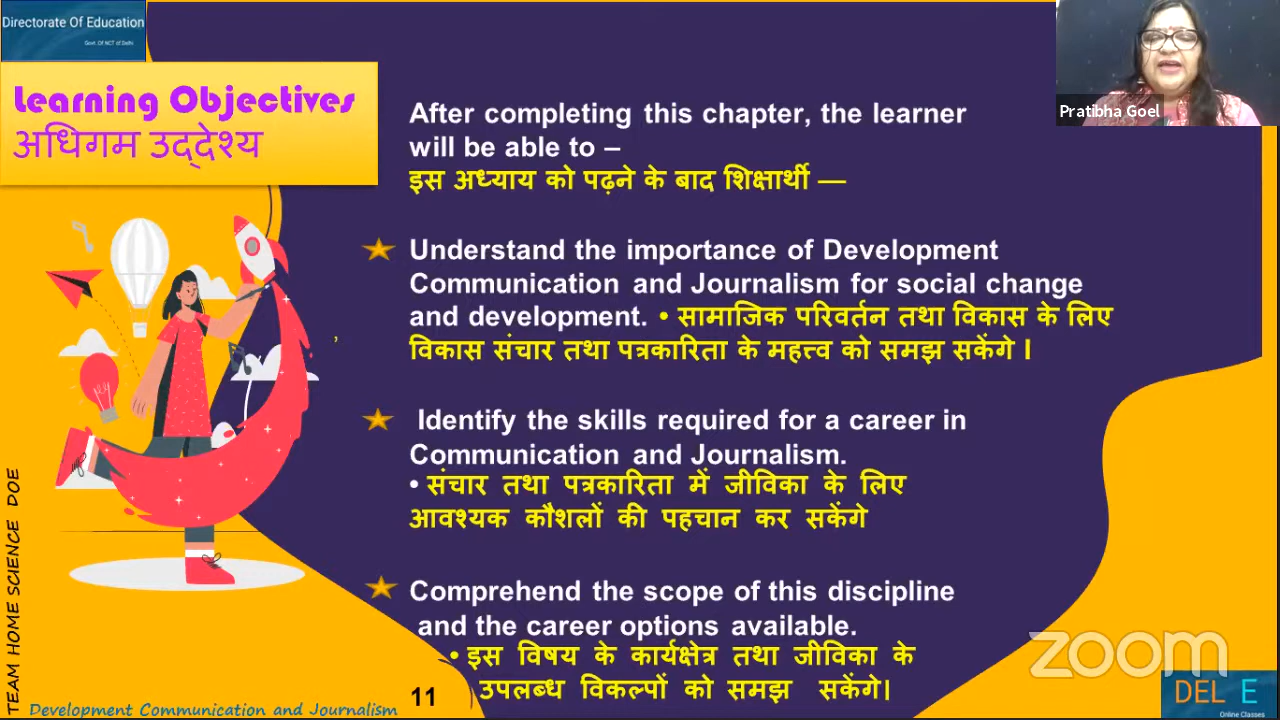 Directorate Of Education
Govt. Of NCT of Delhi
Learning Objectives
अधिगम उद्देश्य
After completing this chapter, the learner
will be able to –
इस अध्याय को पढ़ने के बाद शिक्षार्थी —
Understand the importance of Development
Communication and Journalism for social change
and development. • सामाजिक परिवर्तन तथा विकास के लिए
विकास संचार तथा पत्रकारिता के महत्त्व को समझ सकेंगे I
Identify the skills required for a career in
Communication and Journalism.
• संचार तथा पत्रकारिता में जीविका के लिए
आवश्यक कौशलों की पहचान कर सकेंगे
Comprehend the scope of this discipline
and the career options available.
• इस विषय के कार्यक्षेत्र तथा जीविका के
उपलब्ध विकल्पों को समझ सकेंगे।
11
Development Communication and Journalism
TEAM HOME SCIENCE DOE
Pratibha Goel
zoom
DEL E
Online Classes